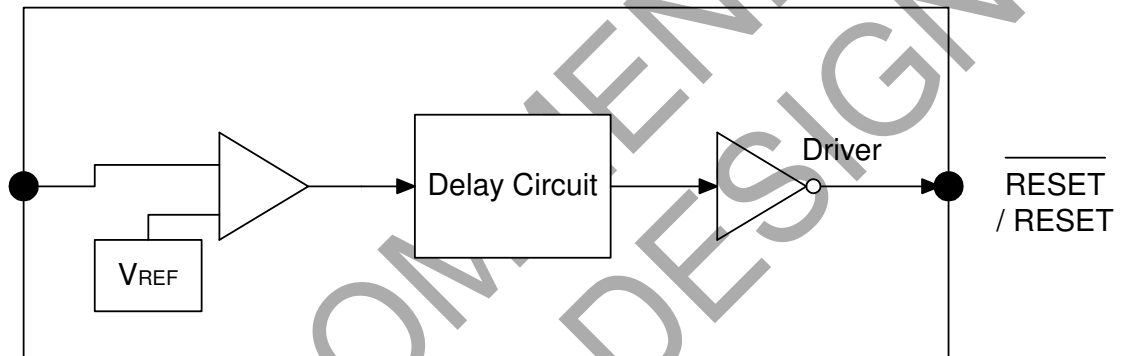 Driver
Delay Circuit
RESET
/ RESET
VREF